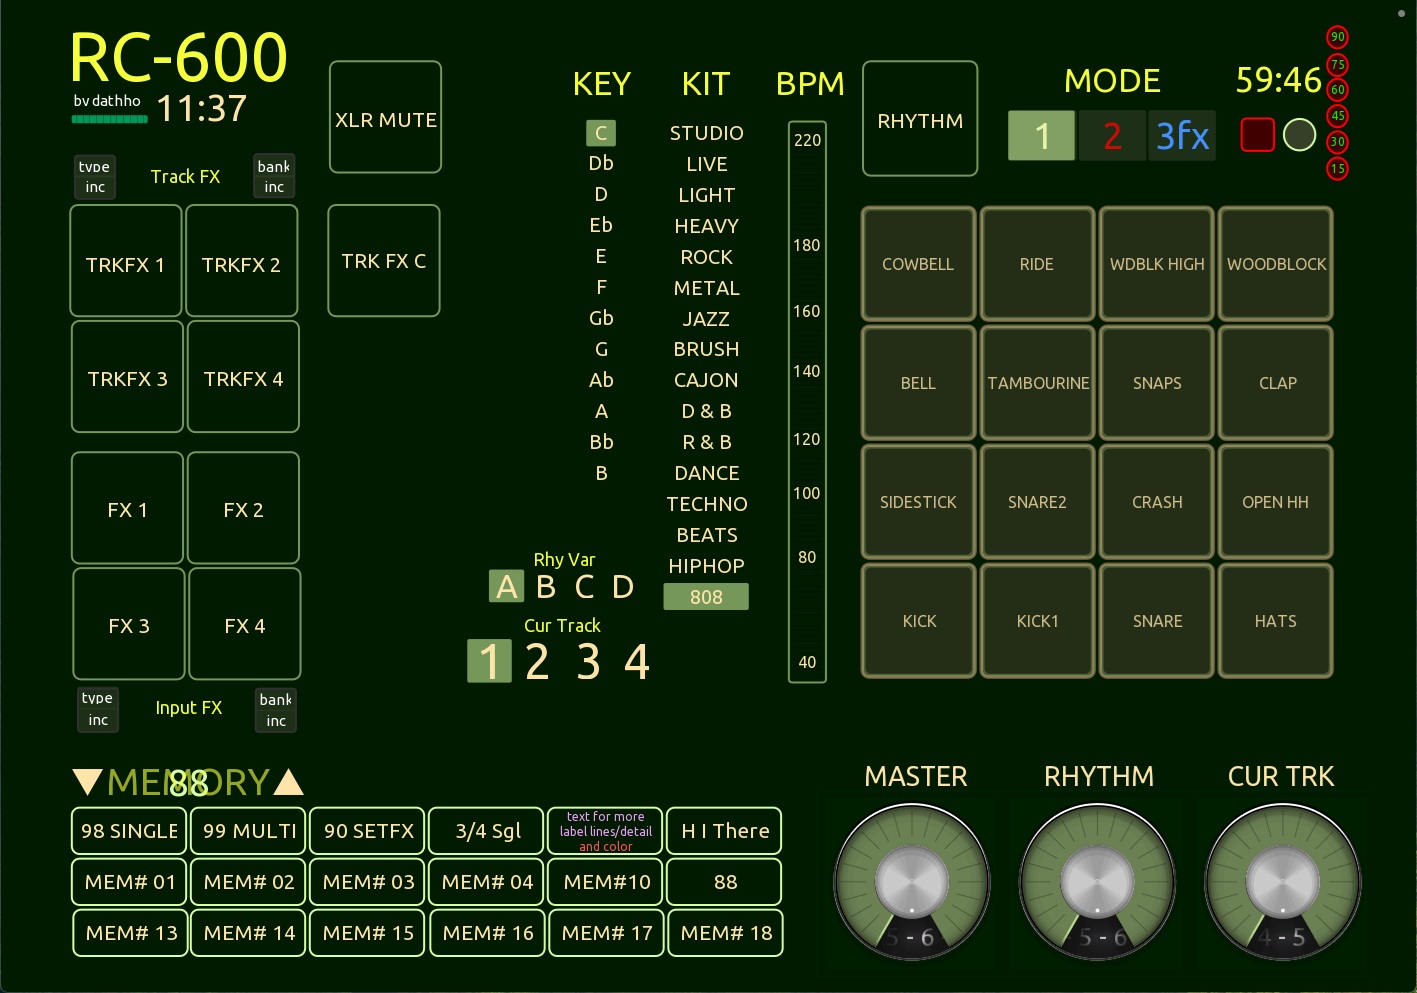 RC-600
by dathho 11:37
XLR MUTE
KEY KIT BPM
RHYTHM
MODE
1 2 3fx
59:46
90
75
60
45
30
15
type
inc
Track FX
bank
inc
TRKFX 1 TRKFX 2
TRK FX C
TRKFX 3 TRKFX 4
FX 1 FX 2
FX 3 FX 4
type
inc
Input FX
bank
inc
C
Db
D
Eb
E
F
Gb
G
Ab
A
Bb
B
STUDIO
LIVE
LIGHT
HEAVY
ROCK
METAL
JAZZ
BRUSH
CAJON
D & B
R & B
DANCE
TECHNO
BEATS
HIPHOP
808
220
180
160
140
120
100
80
40
Rhy Var
A B C D
Cur Track
1 2 3 4
COWBELL RIDE WDBLK HIGH WOODBLOCK
BELL TAMBOURINE SNAPS CLAP
SIDESTICK SNARE2 CRASH OPEN HH
KICK KICK1 SNARE HATS
▼MEMORY▲
88
98 SINGLE 99 MULTI 90 SETFX 3/4 Sgl
text for more
label lines/detail
and color
H I There
MEM# 01 MEM# 02 MEM# 03 MEM# 04 MEM#10 88
MEM# 13 MEM# 14 MEM# 15 MEM# 16 MEM# 17 MEM# 18
MASTER RHYTHM CUR TRK
5 - 6 5 - 6 4 - 5